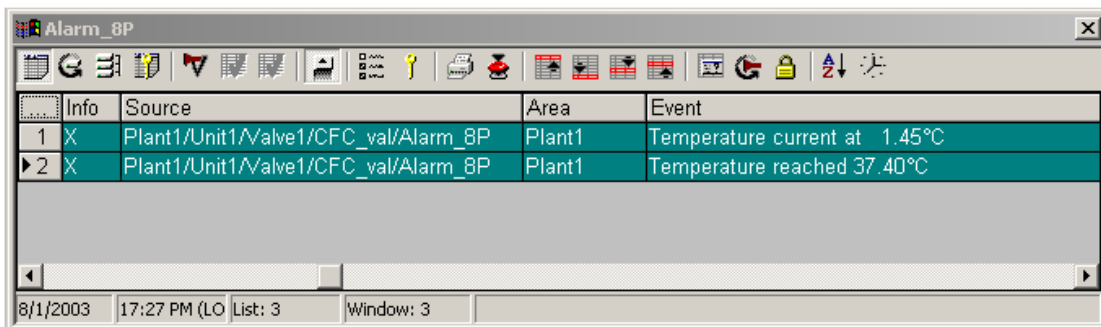 Alarm_8P
Info Source Area Event
1 X Plant1/Unit1/Valve1/CFC_val/Alarm_8P Plant1 Temperature current at 1.45°C
2 X Plant1/Unit1/Valve1/CFC_val/Alarm_8P Plant1 Temperature reached 37.40°C
8/1/2003 17:27 PM (LO List: 3 Window: 3